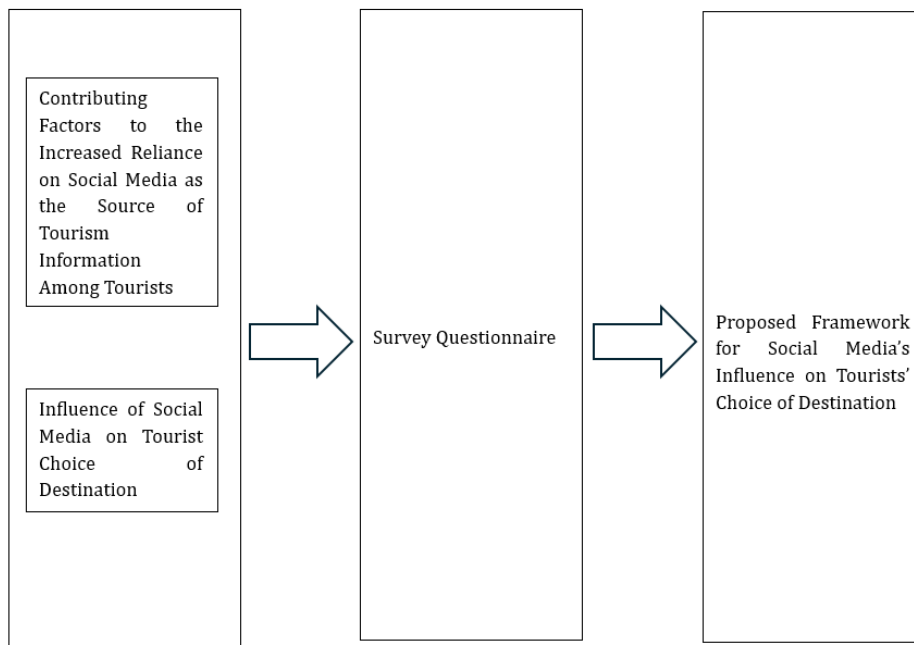 Contributing
Factors to the
Increased Reliance
on Social Media as
the Source of
Tourism
Information
Among Tourists
Influence of Social
Media on Tourist
Choice of
Destination
Survey Questionnaire
Proposed Framework
for Social Media’s
Influence on Tourists’
Choice of Destination